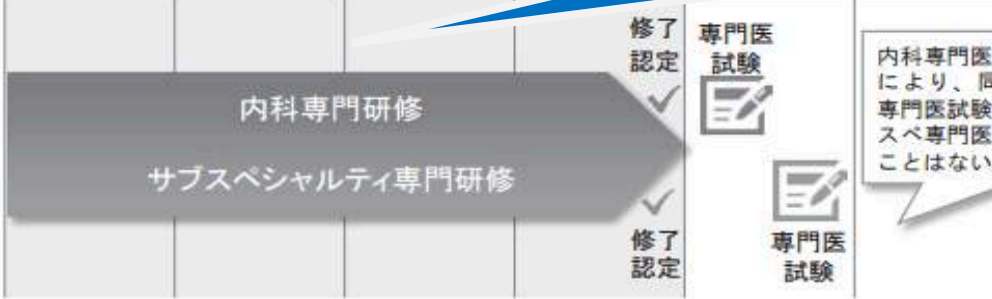 修了
認定
専門医
試験
内科専門研修
サブスペシャルティ専門研修
修了
認定
専門医
試験
内科専門医
により、同
専門医試験
スペ専門医
ことはない